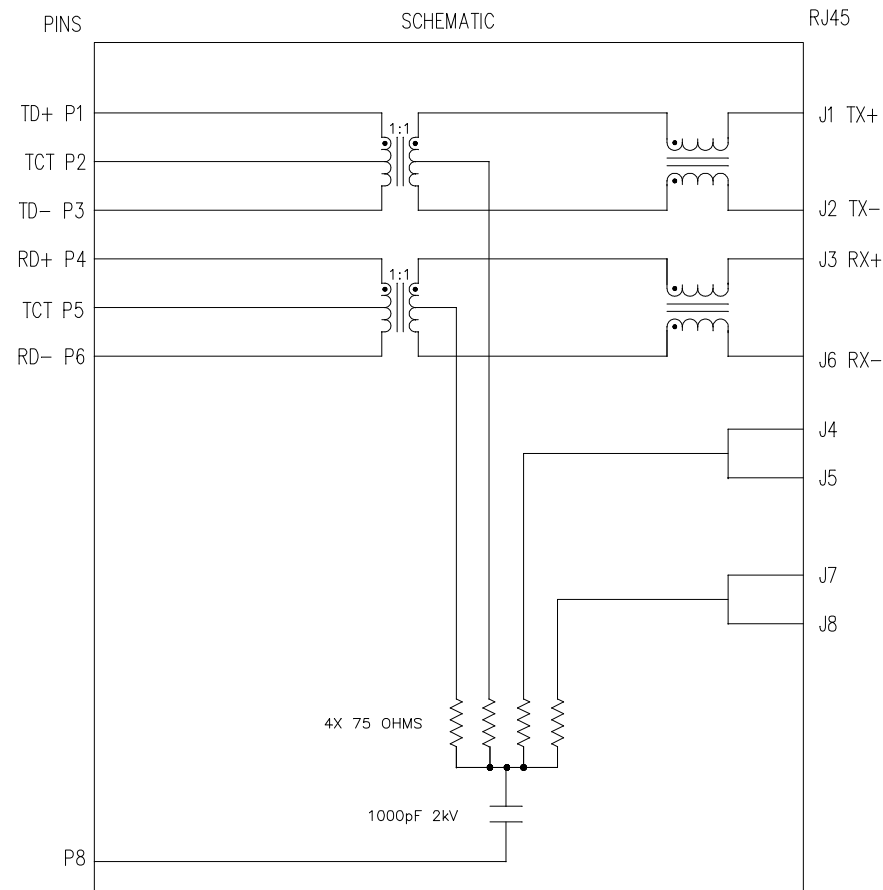 PINS
SCHEMATIC
RJ45
TD+ P1
1:1
J1 TX+
TCT P2
TD- P3
J2 TX-
RD+ P4
1:1
J3 RX+
TCT P5
RD- P6
J6 RX-
J4
J5
J7
J8
4X 75 OHMS
1000pF 2kV
P8